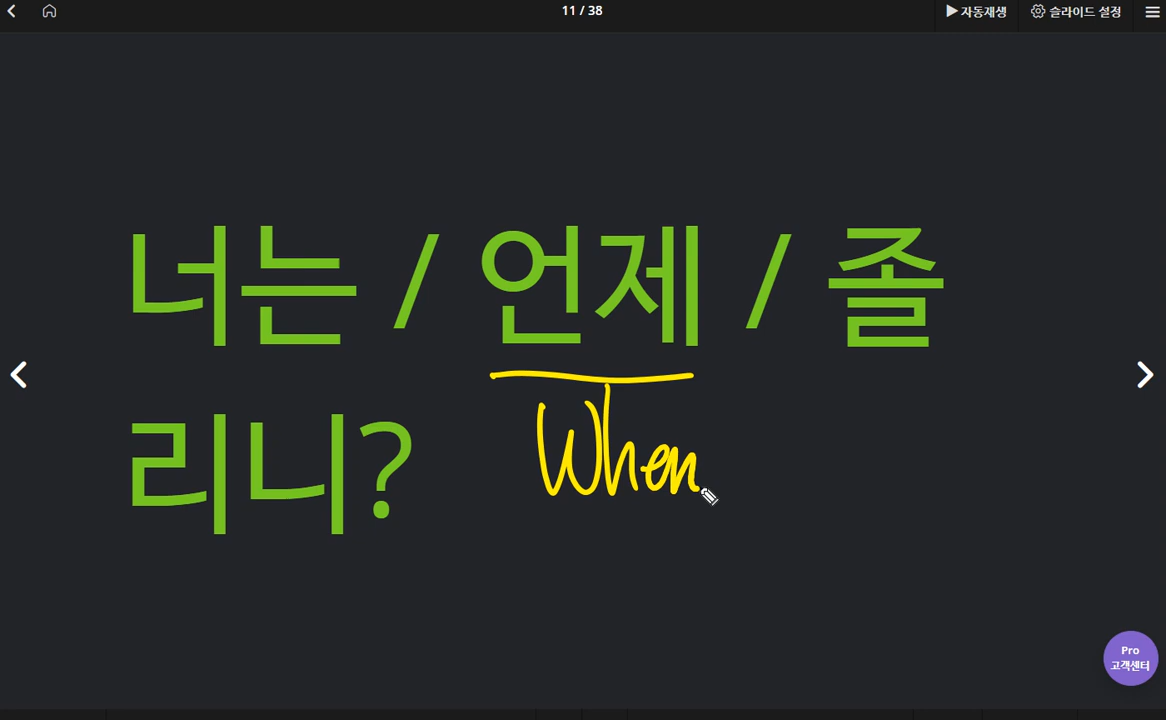 11 / 38
▶ 자동재생
슬라이드 설정
너는 / 언제 / 졸
리니?
When
Pro
고객센터